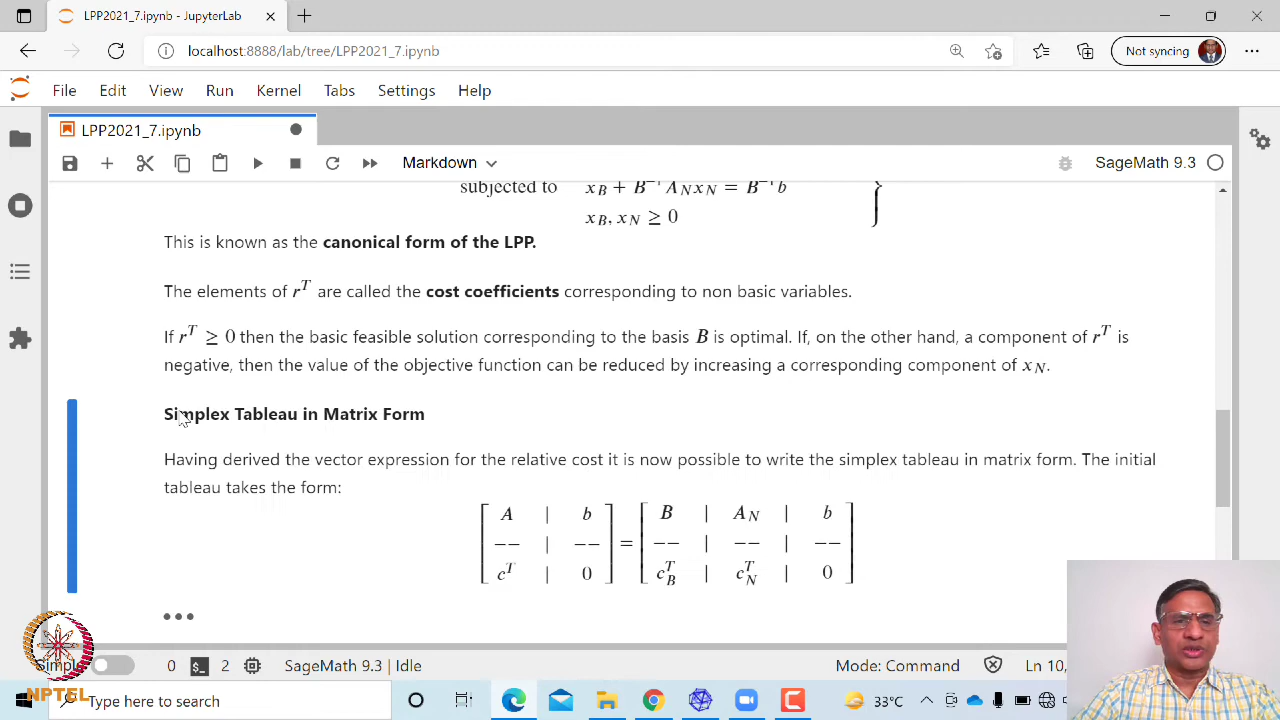 LPP2021_7.ipynb - JupyterLab
localhost:8888/lab/tree/LPP2021_7.ipynb
Not syncing
File Edit View Run Kernel Tabs Settings Help
LPP2021_7.ipynb
Markdown
SageMath 9.3
subjected to x_B + B^{-1} A_N x_N = B^{-1} b
x_B, x_N ≥ 0
This is known as the canonical form of the LPP.
The elements of r^T are called the cost coefficients corresponding to non basic variables.
If r^T ≥ 0 then the basic feasible solution corresponding to the basis B is optimal. If, on the other hand, a component of r^T is
negative, then the value of the objective function can be reduced by increasing a corresponding component of x_N.
Simplex Tableau in Matrix Form
Having derived the vector expression for the relative cost it is now possible to write the simplex tableau in matrix form. The initial
tableau takes the form:
A | b B | A_N | b
−− | −− = −− | −− | −−
c^T | 0 c_B^T | c_N^T | 0
Simple 0 2 SageMath 9.3 | Idle Mode: Command Ln 10,
NPTEL
Type here to search
33°C